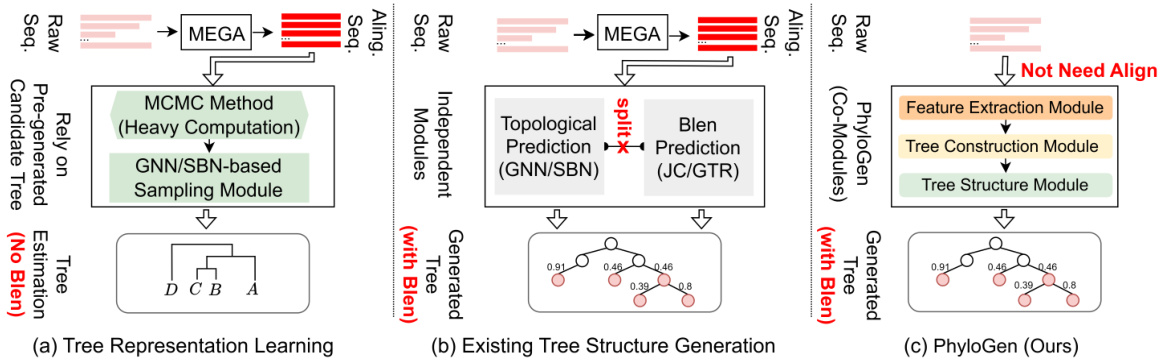 Raw
Seq.
...
MEGA
...
Aling.
Seq.
Rely on
Pre-generated
Candidate Tree
MCMC Method
(Heavy Computation)
GNN/SBN-based
Sampling Module
Tree
Estimation
(No Blen)
D C B A
(a) Tree Representation Learning
Raw
Seq.
...
MEGA
...
Aling.
Seq.
Independent
Modules
Topological
Prediction
(GNN/SBN)
split
x
Blen
Prediction
(JC/GTR)
Generated
Tree
(with Blen)
0.91
0.46
0.46
0.39
0.8
(b) Existing Tree Structure Generation
Raw
Seq.
...
Not Need Align
PhyloGen
(Co-Modules)
Feature Extraction Module
Tree Construction Module
Tree Structure Module
Generated
Tree
(with Blen)
0.91
0.46
0.46
0.39
0.8
(c) PhyloGen (Ours)